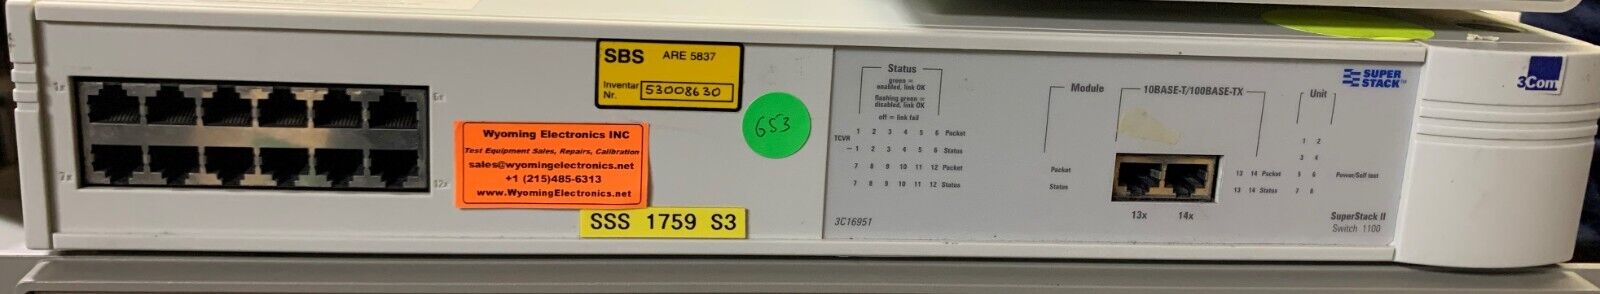 1x
6x
7x
12x
SBS ARE 5837
Inventar
Nr. 53008630
653
Wyoming Electronics INC
Test Equipment Sales, Repairs, Calibration
sales@wyomingelectronics.net
+1 (215)485-6313
www.WyomingElectronics.net
SSS 1759 S3
Status
green =
enabled, link OK
flashing green =
disabled, link OK
off = link fail
TCVR
1 2 3 4 5 6 Packet
1 2 3 4 5 6 Status
7 8 9 10 11 12 Packet
7 8 9 10 11 12 Status
3C16951
Module
10BASE-T/100BASE-TX
Packet
Status
13x 14x
13 14 Packet
13 14 Status
Unit
1 2
3 4
5 6
7 8
Power/Self test
SUPER
STACK™
SuperStack II
Switch 1100
3Com